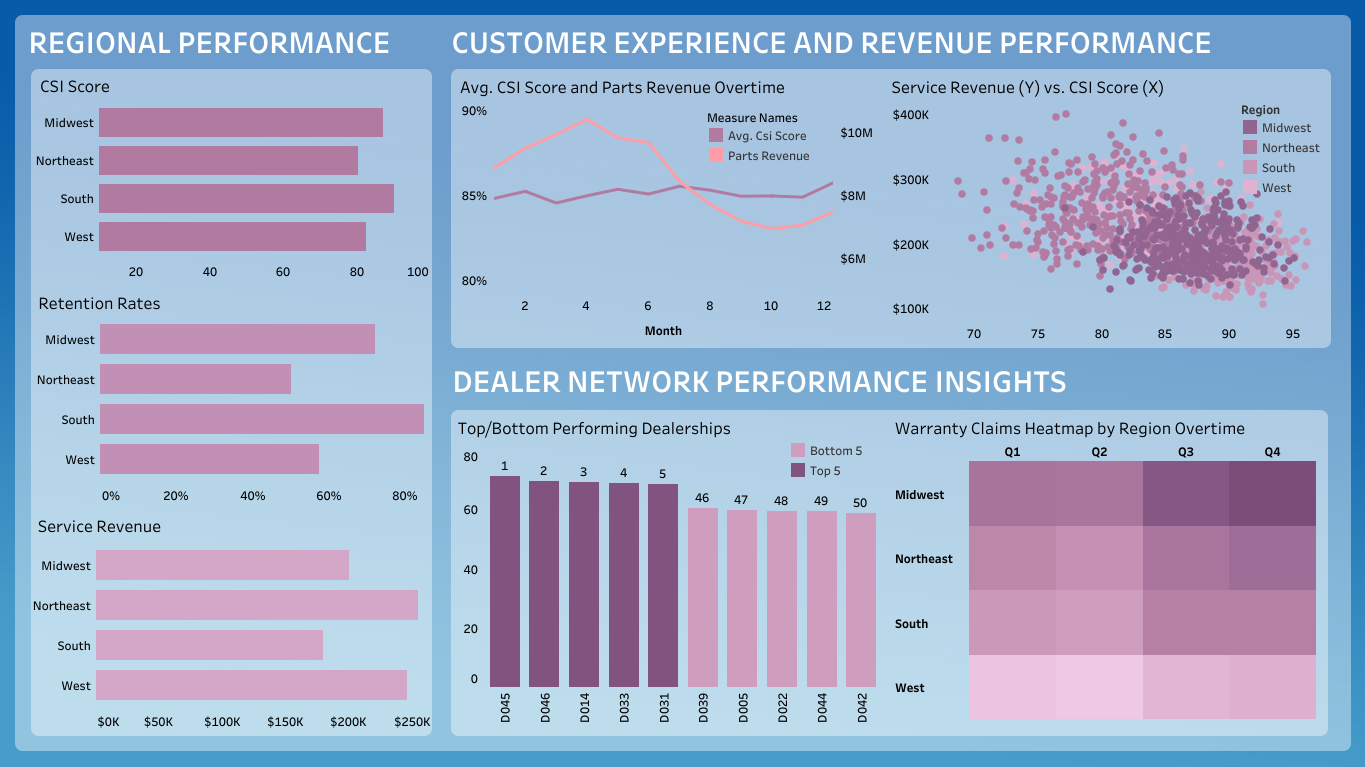 REGIONAL PERFORMANCE
CSI Score
Midwest
Northeast
South
West
20 40 60 80 100
Retention Rates
Midwest
Northeast
South
West
0% 20% 40% 60% 80%
Service Revenue
Midwest
Northeast
South
West
$0K $50K $100K $150K $200K $250K
CUSTOMER EXPERIENCE AND REVENUE PERFORMANCE
Avg. CSI Score and Parts Revenue Overtime
90%
85%
80%
Measure Names
Avg. Csi Score
Parts Revenue
$10M
$8M
$6M
2 4 6 8 10 12
Month
Service Revenue (Y) vs. CSI Score (X)
$400K
$300K
$200K
$100K
Region
Midwest
Northeast
South
West
70 75 80 85 90 95
DEALER NETWORK PERFORMANCE INSIGHTS
Top/Bottom Performing Dealerships
Bottom 5
Top 5
80
60
40
20
0
1 2 3 4 5 46 47 48 49 50
D045 D046 D014 D033 D031 D039 D005 D022 D044 D042
Warranty Claims Heatmap by Region Overtime
Q1 Q2 Q3 Q4
Midwest
Northeast
South
West